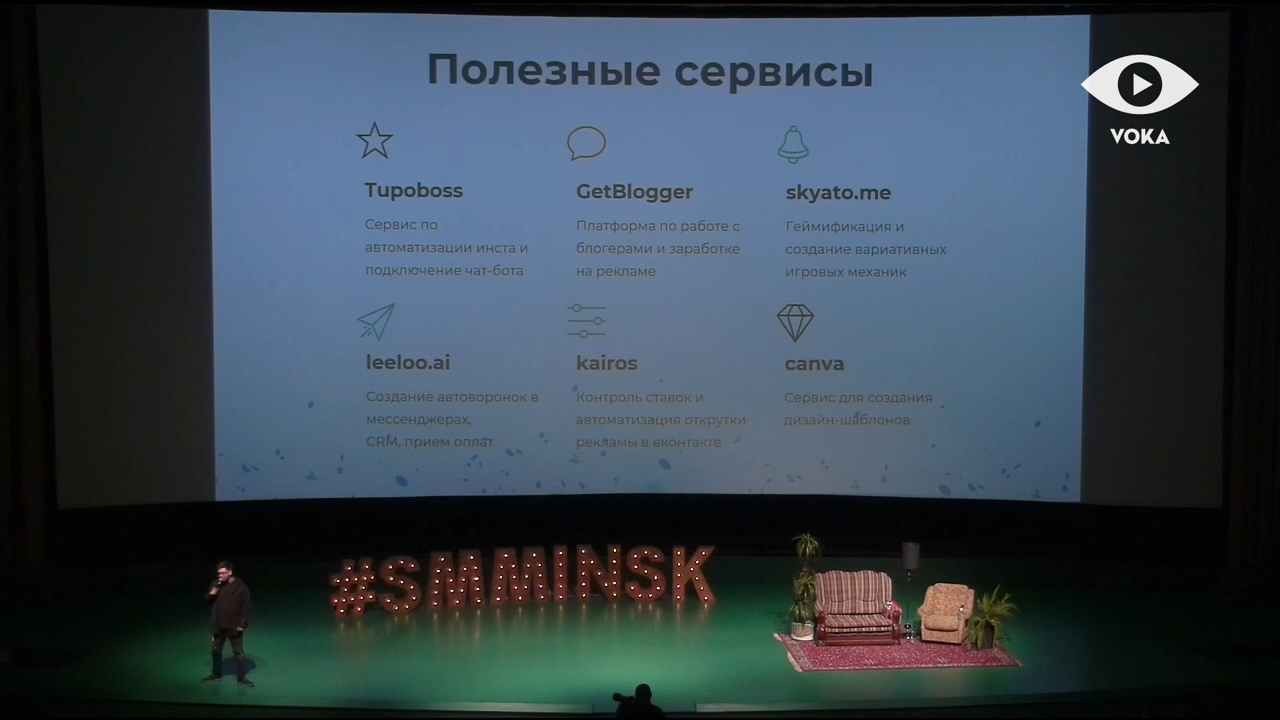 Полезные сервисы
VOKA
Tupoboss
Сервис по
автоматизации инста и
подключение чат-бота
GetBlogger
Платформа по работе с
блогерами и заработке
на рекламе
skyato.me
Геймификация и
создание вариативных
игровых механик
leeloo.ai
Создание автоворонок в
мессенджерах,
CRM, прием оплат
kairos
Контроль ставок и
автоматизация открутки
рекламы в вконтакте
canva
Сервис для создания
дизайн-шаблонов
#SMMINSK